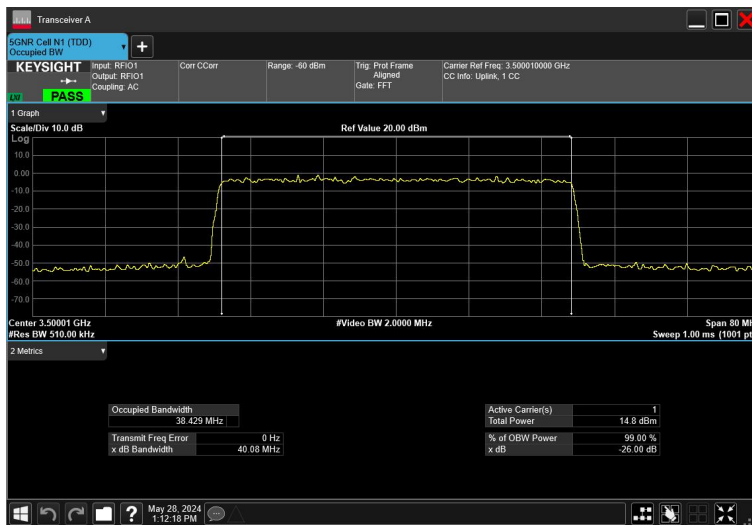 Transceiver A
5GNR Cell N1 (TDD)
Occupied BW
KEYSIGHT
LXI
PASS
Input: RFIO1
Output: RFIO1
Coupling: AC
Corr CCorr
Range: -60 dBm
Trig: Prot Frame
Aligned
Gate: FFT
Carrier Ref Freq: 3.500010000 GHz
CC Info: Uplink, 1 CC
1 Graph
Scale/Div 10.0 dB
Ref Value 20.00 dBm
Log
10.0
0.00
-10.0
-20.0
-30.0
-40.0
-50.0
-60.0
-70.0
Center 3.50001 GHz
#Video BW 2.0000 MHz
Span 80 MH
#Res BW 510.00 kHz
Sweep 1.00 ms (1001 pt
2 Metrics
Occupied Bandwidth
38.429 MHz
Transmit Freq Error 0 Hz
x dB Bandwidth 40.08 MHz
Active Carrier(s) 1
Total Power 14.8 dBm
% of OBW Power 99.00 %
x dB -26.00 dB
?
May 28, 2024
1:12:18 PM